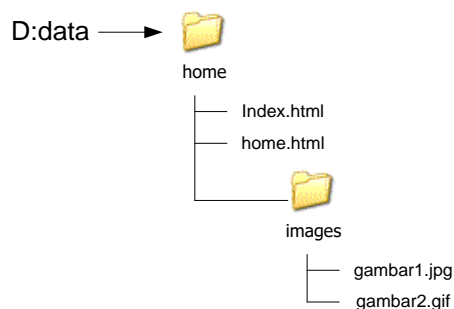 D:data
home
Index.html
home.html
images
gambar1.jpg
gambar2.gif